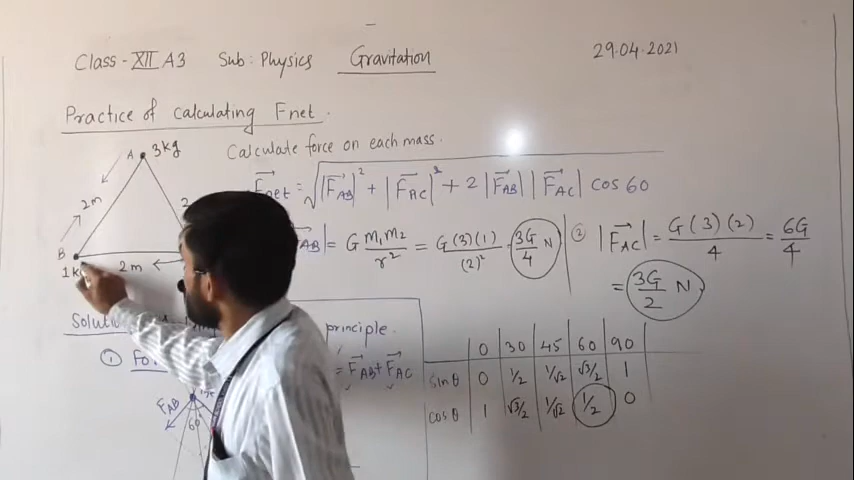 Class - XII A3 Sub : Physics Gravitation 29.04.2021
Practice of calculating Fnet.
Calculate force on each mass.
A 3kg
2m
2
B
1k
2m
Fnet = √|F⃗AB|² + |F⃗AC|² + 2 |F⃗AB| |F⃗AC| cos 60
AB| = G m₁m₂/r² = G(3)(1)/(2)² = 3G/4 N
② |F⃗AC| = G(3)(2)/4 = 6G/4
= 3G/2 N
principle.
①
= F⃗AB + F⃗AC
FAB
60
0 30 45 60 90
sinθ 0 1/2 1/√2 √3/2 1
cosθ 1 √3/2 1/√2 1/2 0